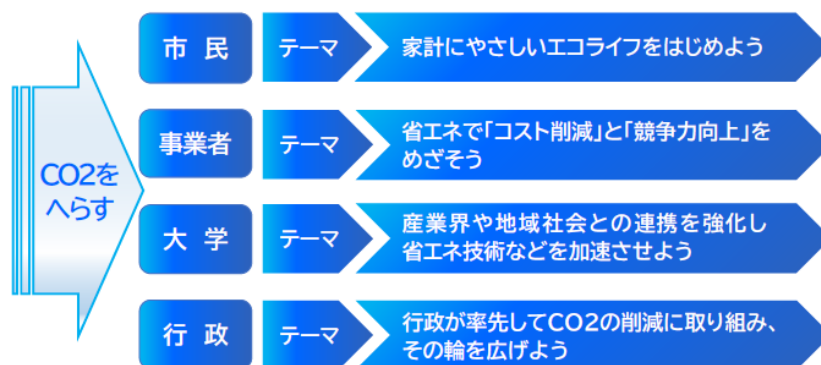 CO2を
へらす
市民
テーマ
家計にやさしいエコライフをはじめよう
事業者
テーマ
省エネで「コスト削減」と「競争力向上」を
めざそう
大学
テーマ
産業界や地域社会との連携を強化し
省エネ技術などを加速させよう
行政
テーマ
行政が率先してCO2の削減に取り組み、
その輪を広げよう